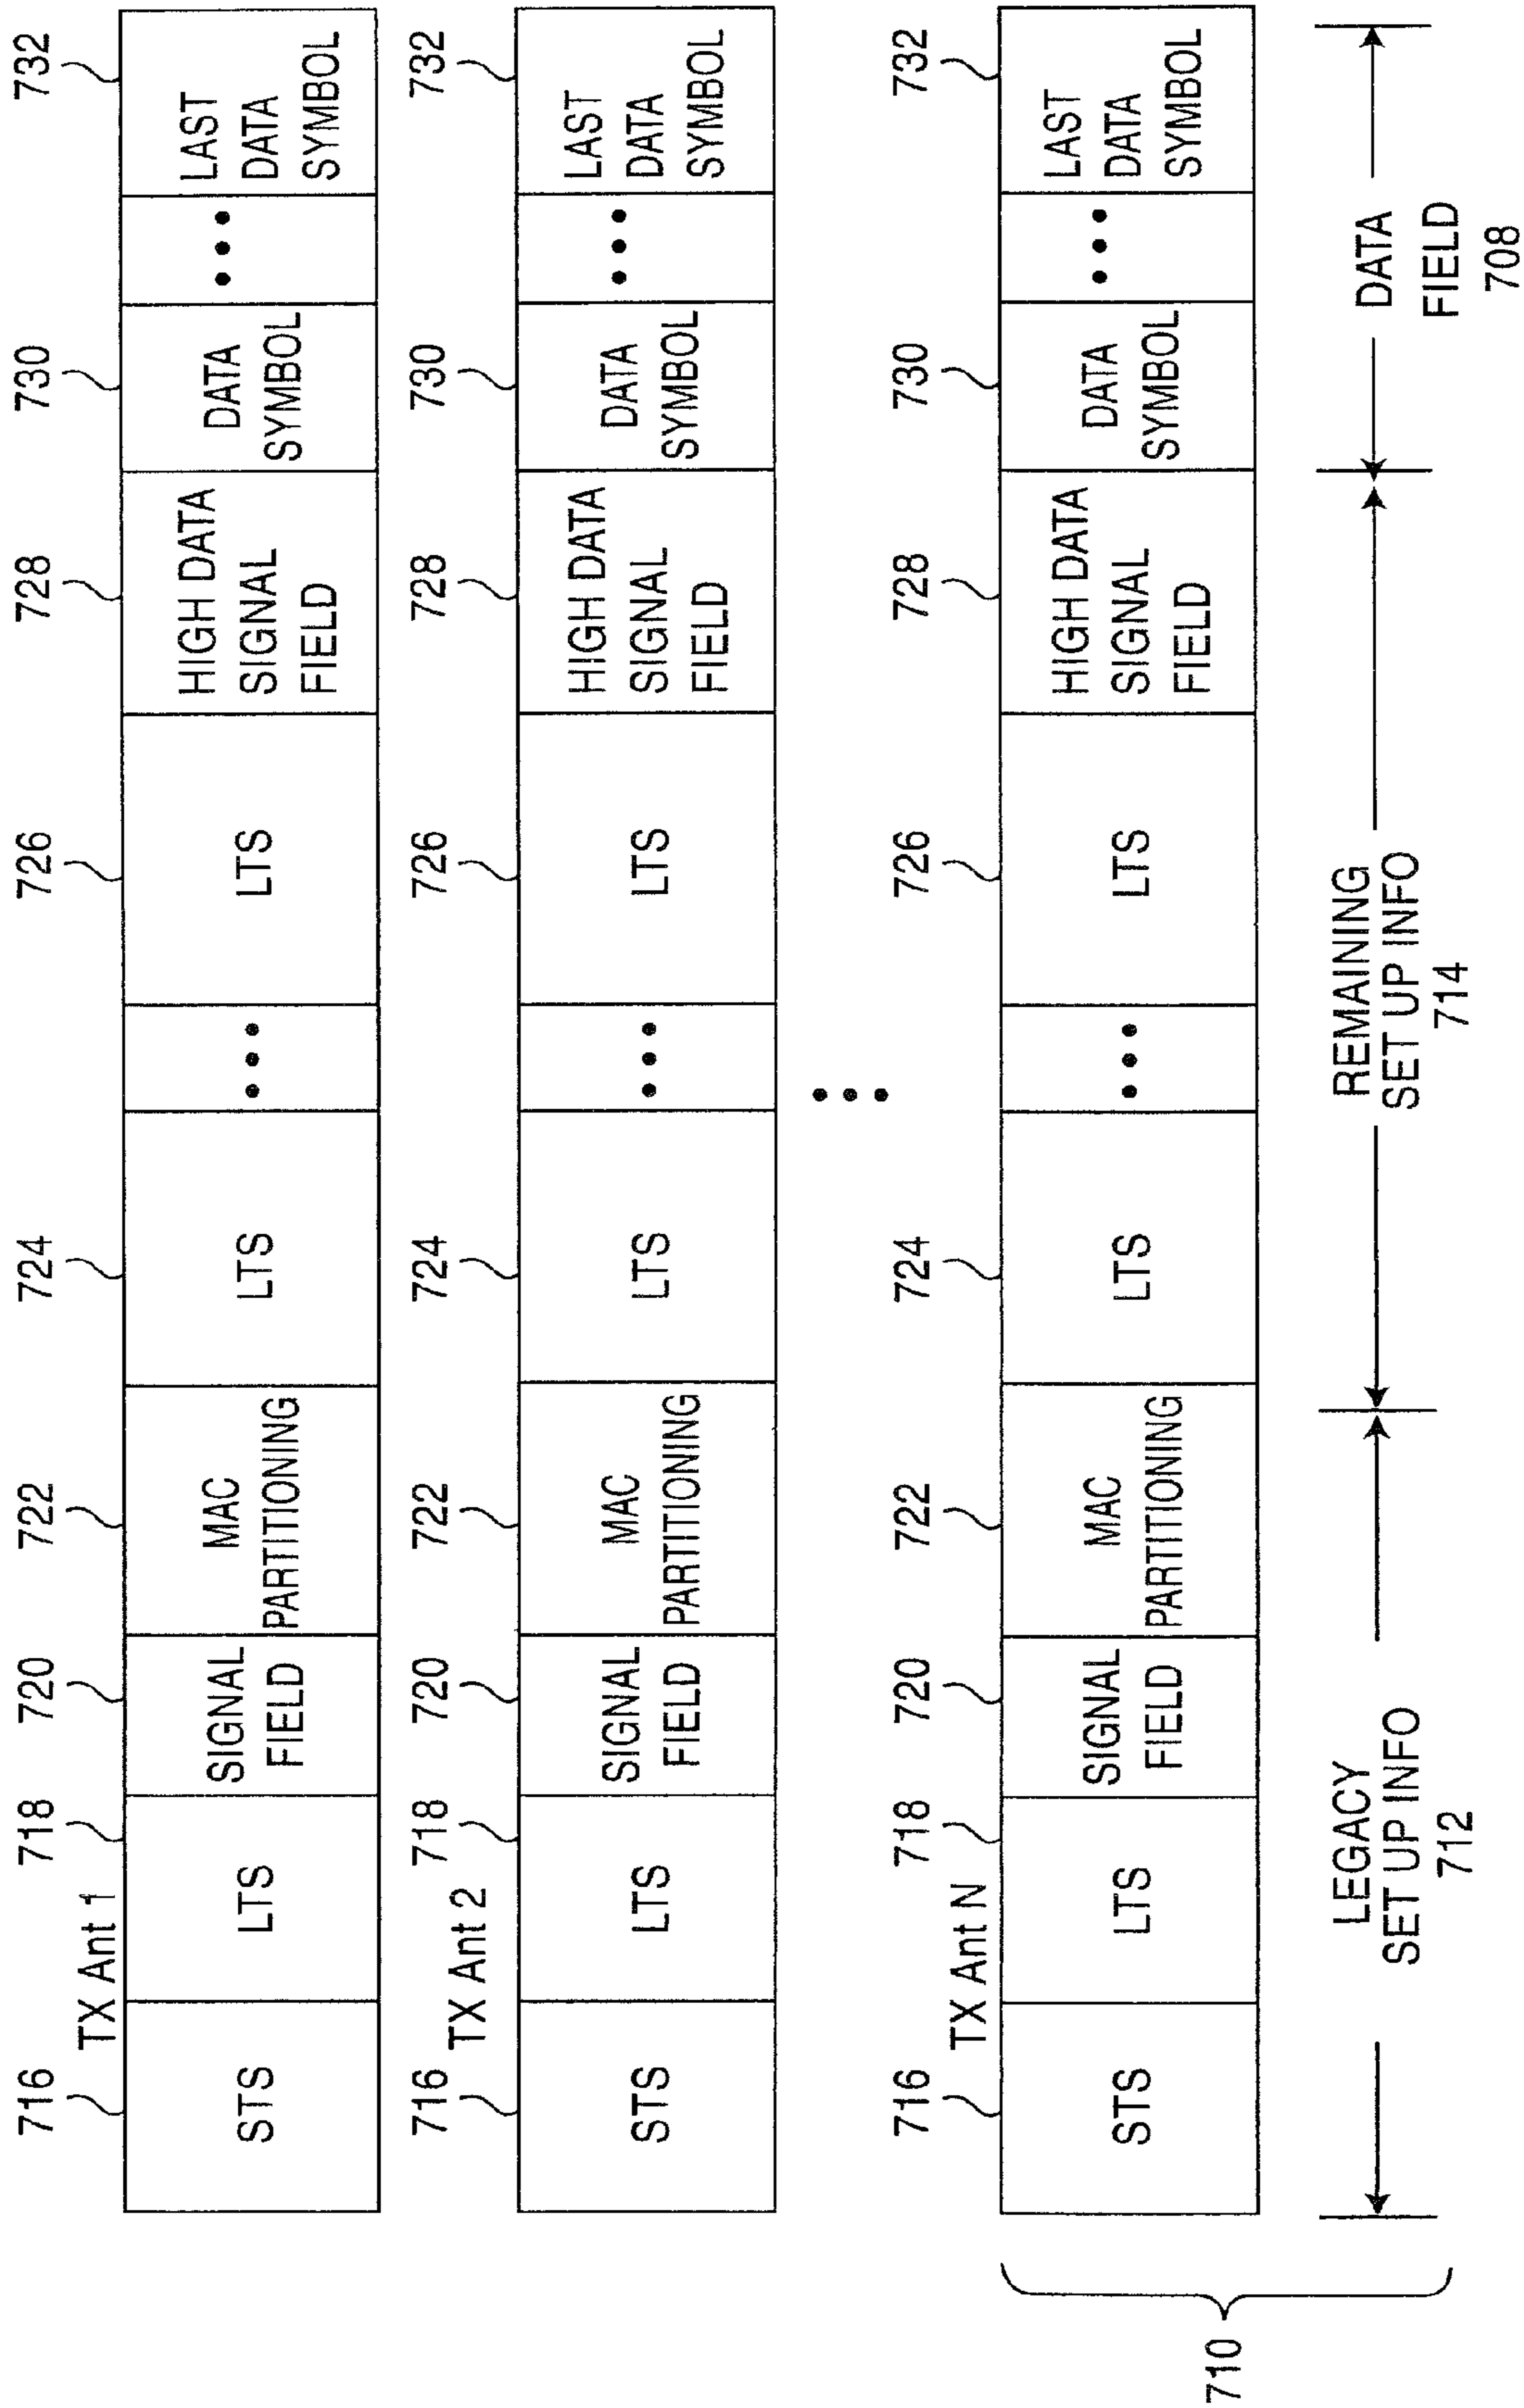 TX Ant 1
716
718
720
722
724
726
728
730
732
STS
LTS
SIGNAL
FIELD
MAC
PARTITIONING
LTS
LTS
HIGH DATA
SIGNAL
FIELD
DATA
SYMBOL
LAST
DATA
SYMBOL
TX Ant 2
716
718
720
722
724
726
728
730
732
STS
LTS
SIGNAL
FIELD
MAC
PARTITIONING
LTS
LTS
HIGH DATA
SIGNAL
FIELD
DATA
SYMBOL
LAST
DATA
SYMBOL
TX Ant N
716
718
720
722
724
726
728
730
732
STS
LTS
SIGNAL
FIELD
MAC
PARTITIONING
LTS
LTS
HIGH DATA
SIGNAL
FIELD
DATA
SYMBOL
LAST
DATA
SYMBOL
710
LEGACY
SET UP INFO
712
REMAINING
SET UP INFO
714
DATA
FIELD
708